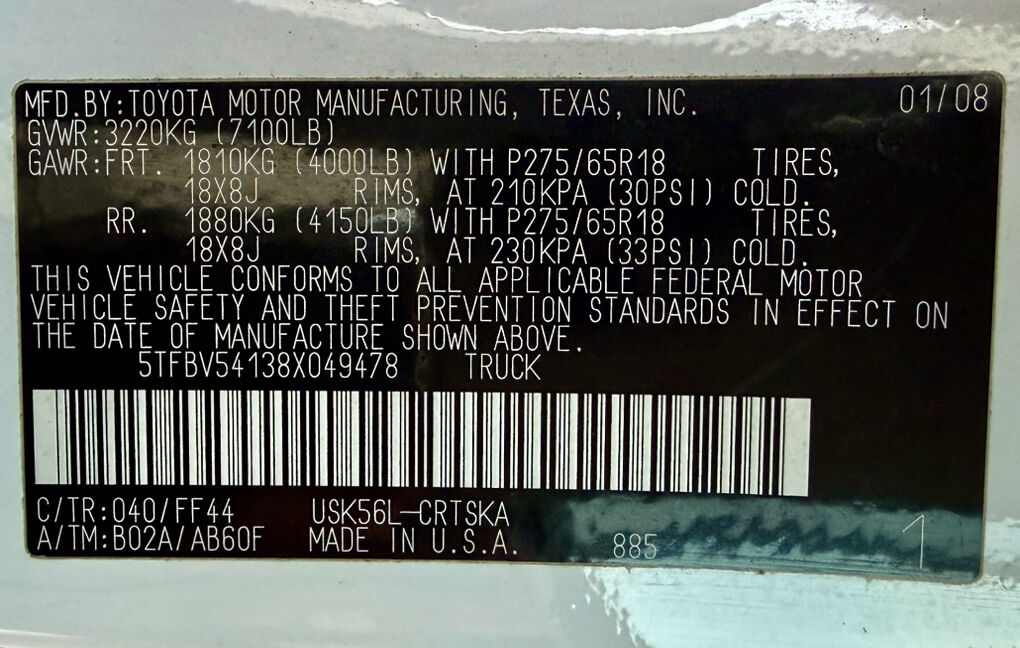 MFD.BY:TOYOTA MOTOR MANUFACTURING, TEXAS, INC. 01/08
GVWR:3220KG (7100LB)
GAWR:FRT. 1810KG (4000LB) WITH P275/65R18 TIRES,
18X8J RIMS, AT 210KPA (30PSI) COLD.
RR. 1880KG (4150LB) WITH P275/65R18 TIRES,
18X8J RIMS, AT 230KPA (33PSI) COLD.
THIS VEHICLE CONFORMS TO ALL APPLICABLE FEDERAL MOTOR
VEHICLE SAFETY AND THEFT PREVENTION STANDARDS IN EFFECT ON
THE DATE OF MANUFACTURE SHOWN ABOVE.
5TFBV54138X049478 TRUCK
C/TR:040/FF44 USK56L-CRTSKA
A/TM:B02A/AB60F MADE IN U.S.A. 885 1